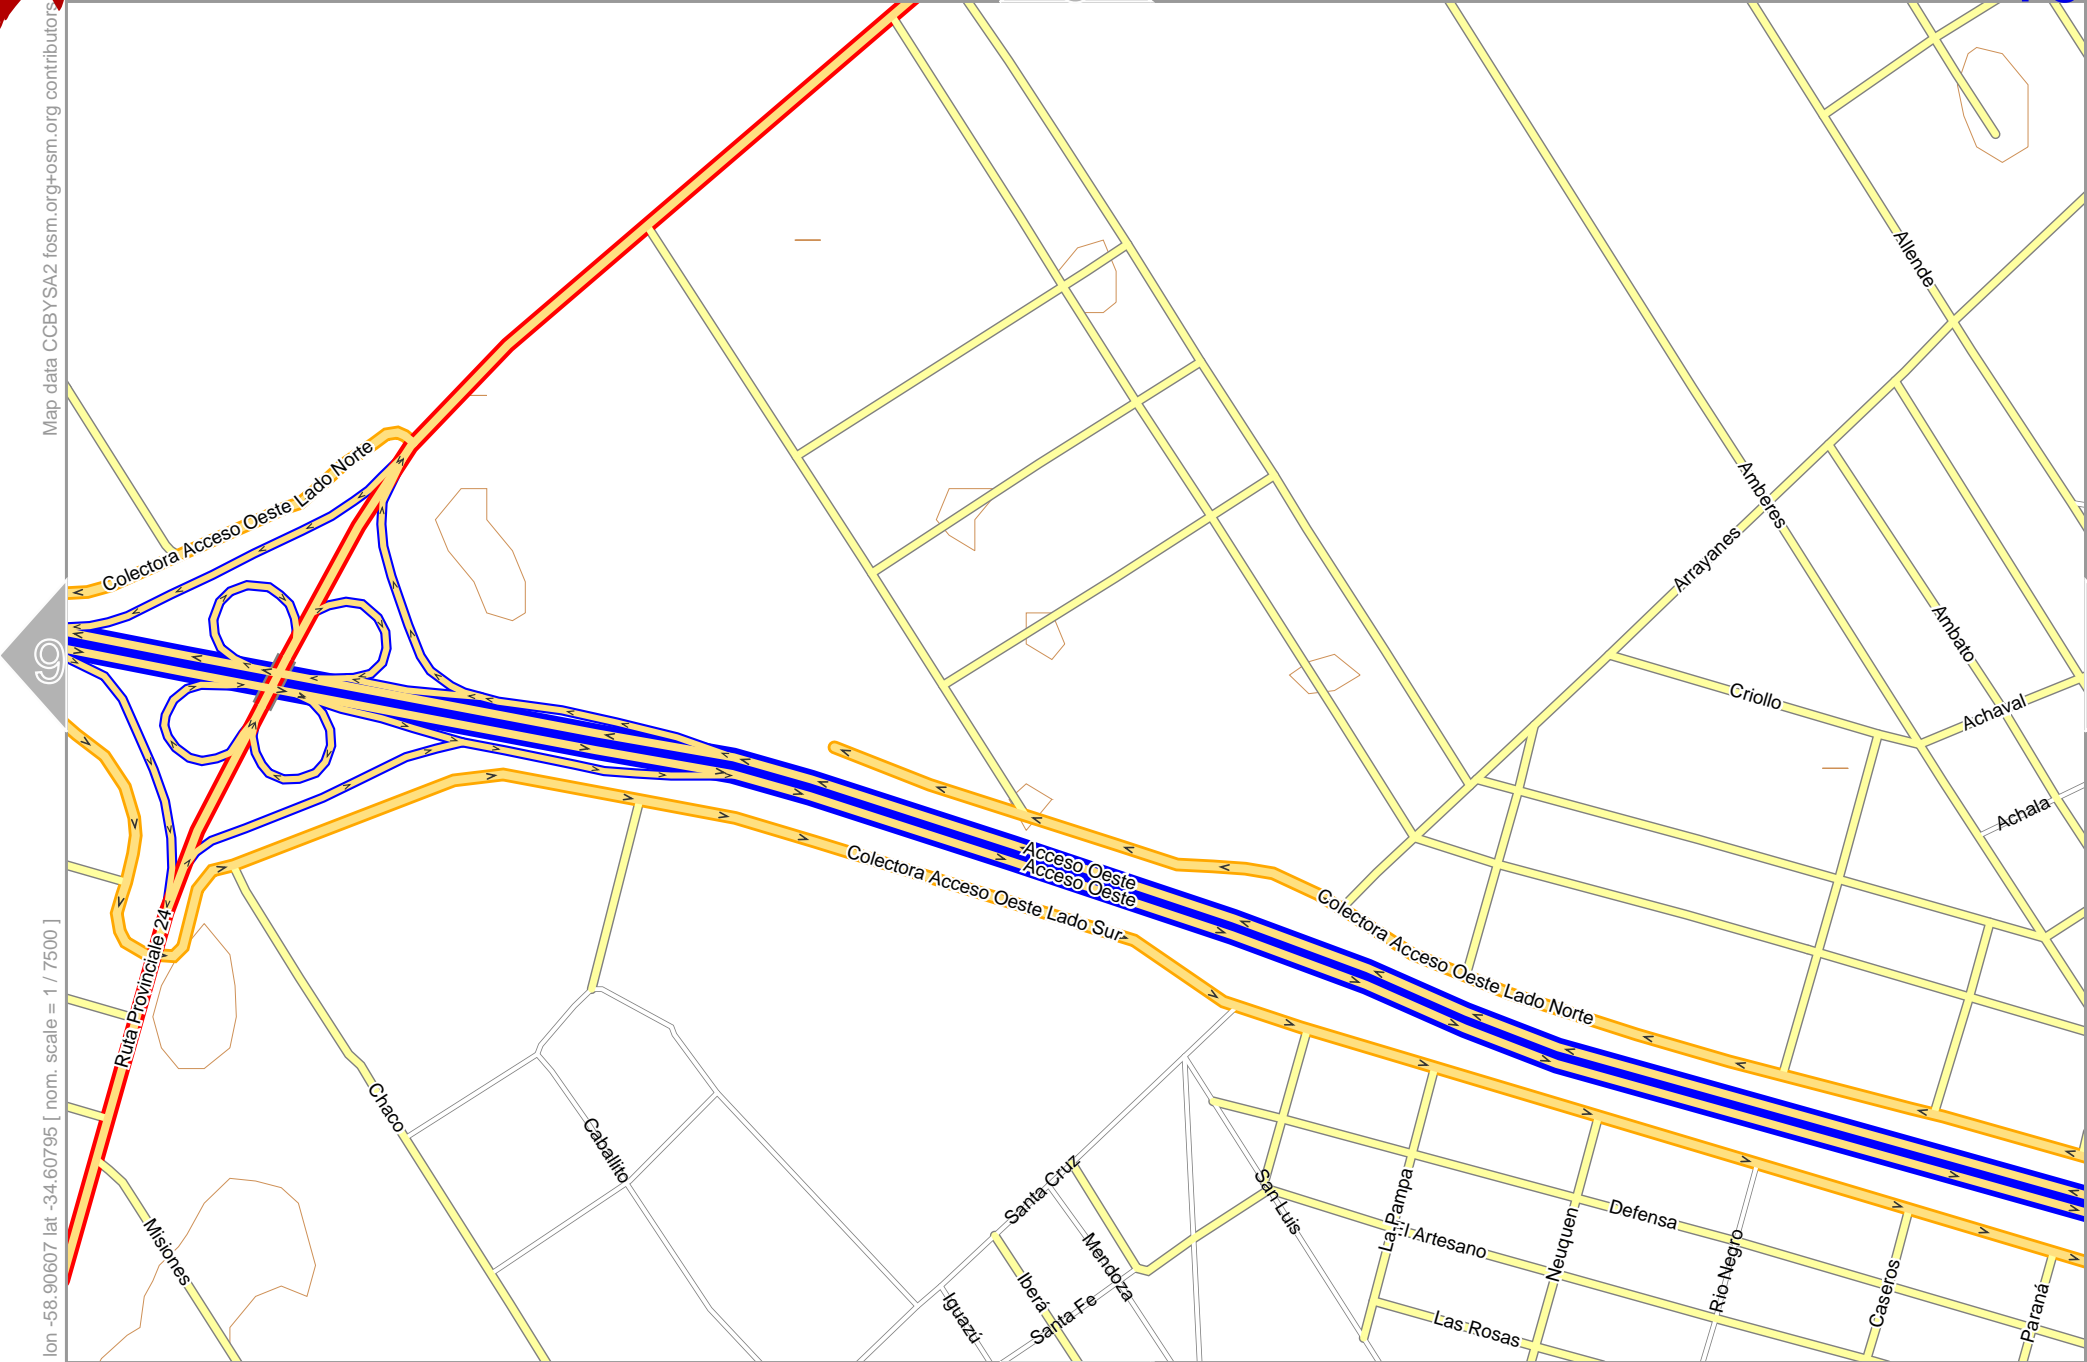 Map data CCBYSA2 fosm.org+osm.org contributors
lon -58.90607 lat -34.60795 [ nom. scale = 1 / 7500 ]
9
Allende
Colectora Acceso Oeste Lado Norte
Amberes
Arrayanes
Ambato
Criollo
Achaval
Achala
Acceso Oeste
Acceso Oeste
Colectora Acceso Oeste Lado Sur
Colectora Acceso Oeste Lado Norte
Ruta Provinciale 24
Chaco
Caballito
Misiones
Santa Cruz
San Luis
La Pampa
El Artesano
Defensa
Neuquen
Rio Negro
Caseros
Paraná
Mendoza
Iberá
Iguazú
Santa Fe
Las Rosas